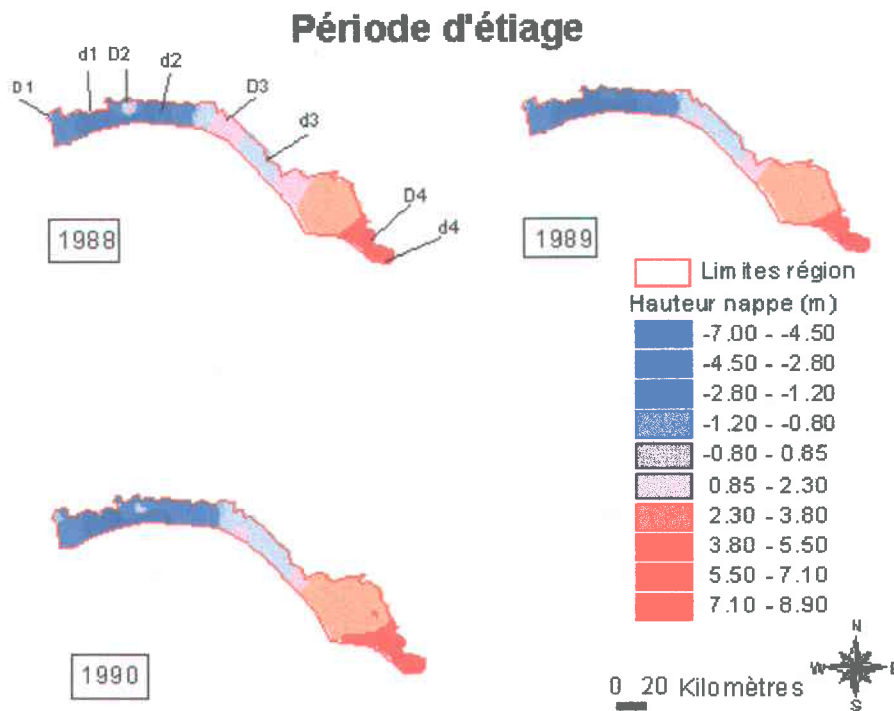 Période d'étiage
D1
d1
D2
d2
D3
d3
D4
d4
1988
1989
Limites région
Hauteur nappe (m)
-7.00 - -4.50
-4.50 - -2.80
-2.80 - -1.20
-1.20 - -0.80
-0.80 - 0.85
0.85 - 2.30
2.30 - 3.80
3.80 - 5.50
5.50 - 7.10
7.10 - 8.90
1990
0 20 Kilomètres
N
W
E
S